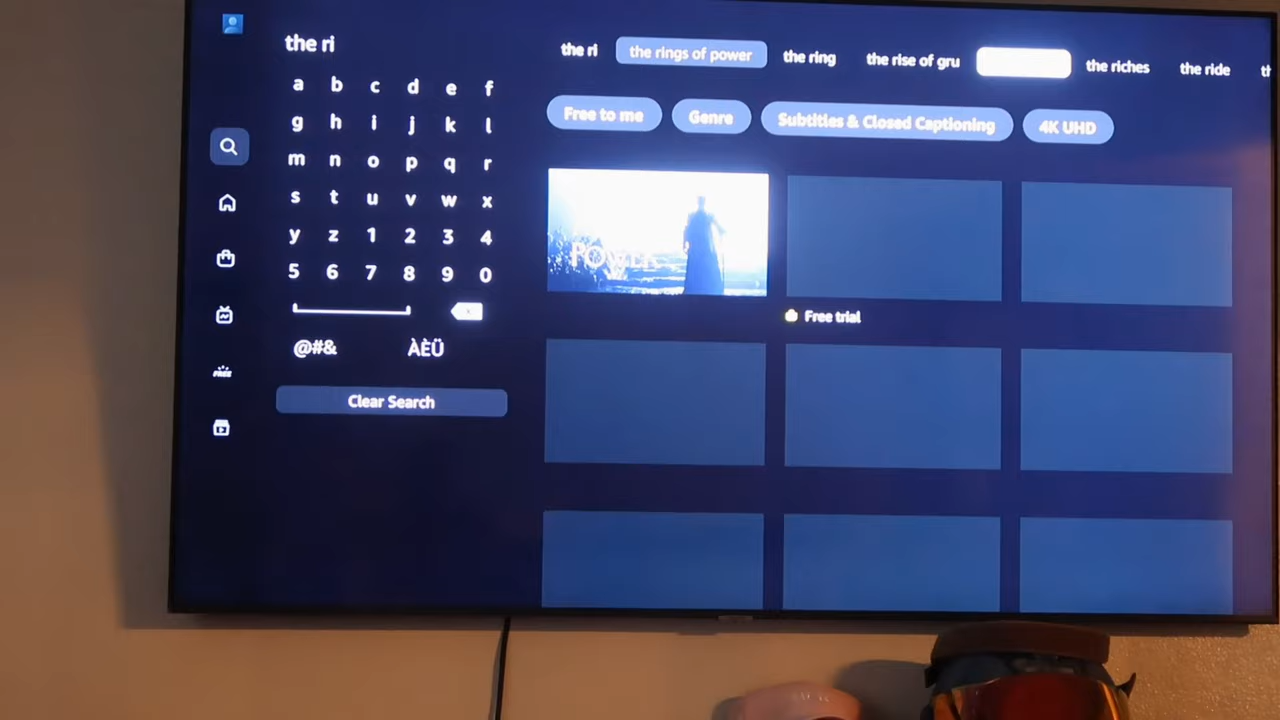 the ri
the ri the rings of power the ring the rise of gru the riches the ride
Free to me Genre Subtitles & Closed Captioning 4K UHD
a b c d e f
g h i j k l
m n o p q r
s t u v w x
y z 1 2 3 4
5 6 7 8 9 0
@#& ÀÈÜ
Clear Search
FREE
POWER
Free trial